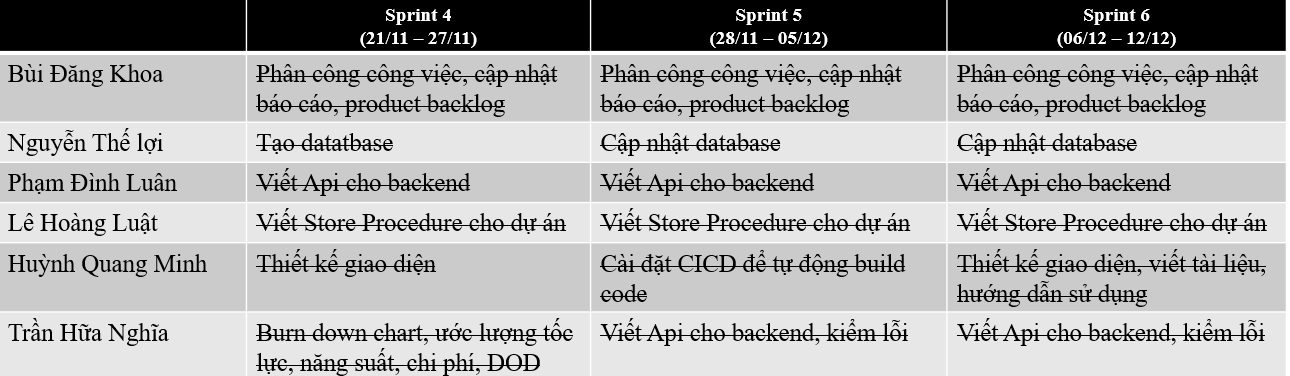 Sprint 4
(21/11 – 27/11)
Sprint 5
(28/11 – 05/12)
Sprint 6
(06/12 – 12/12)
Bùi Đăng Khoa
Phân công công việc, cập nhật
báo cáo, product backlog
Phân công công việc, cập nhật
báo cáo, product backlog
Phân công công việc, cập nhật
báo cáo, product backlog
Nguyễn Thế lợi
Tạo datatbase
Cập nhật database
Cập nhật database
Phạm Đình Luân
Viết Api cho backend
Viết Api cho backend
Viết Api cho backend
Lê Hoàng Luật
Viết Store Procedure cho dự án
Viết Store Procedure cho dự án
Viết Store Procedure cho dự án
Huỳnh Quang Minh
Thiết kế giao diện
Cài đặt CICD để tự động build
code
Thiết kế giao diện, viết tài liệu,
hướng dẫn sử dụng
Trần Hữa Nghĩa
Burn down chart, ước lượng tốc
lực, năng suất, chi phí, DOD
Viết Api cho backend, kiểm lỗi
Viết Api cho backend, kiểm lỗi